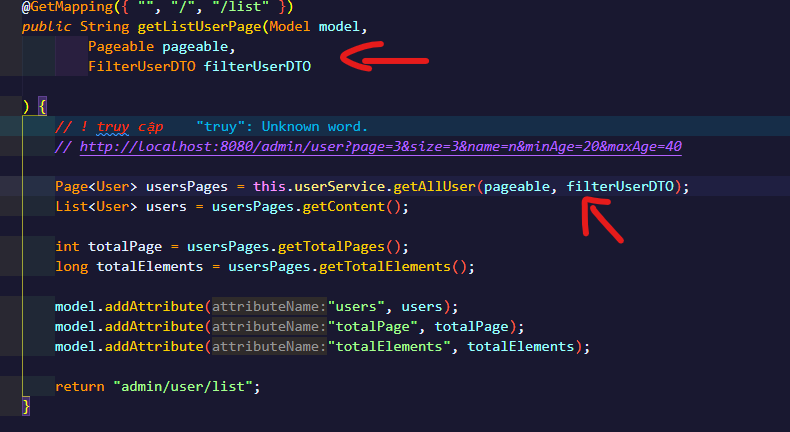 @GetMapping({ "", "/", "/list" })
public String getListUserPage(Model model,
Pageable pageable,
FilterUserDTO filterUserDTO
) {
// ! truy cập "truy": Unknown word.
// http://localhost:8080/admin/user?page=3&size=3&name=n&minAge=20&maxAge=40
Page<User> usersPages = this.userService.getAllUser(pageable, filterUserDTO);
List<User> users = usersPages.getContent();
int totalPage = usersPages.getTotalPages();
long totalElements = usersPages.getTotalElements();
model.addAttribute(attributeName:"users", users);
model.addAttribute(attributeName:"totalPage", totalPage);
model.addAttribute(attributeName:"totalElements", totalElements);
return "admin/user/list";
}